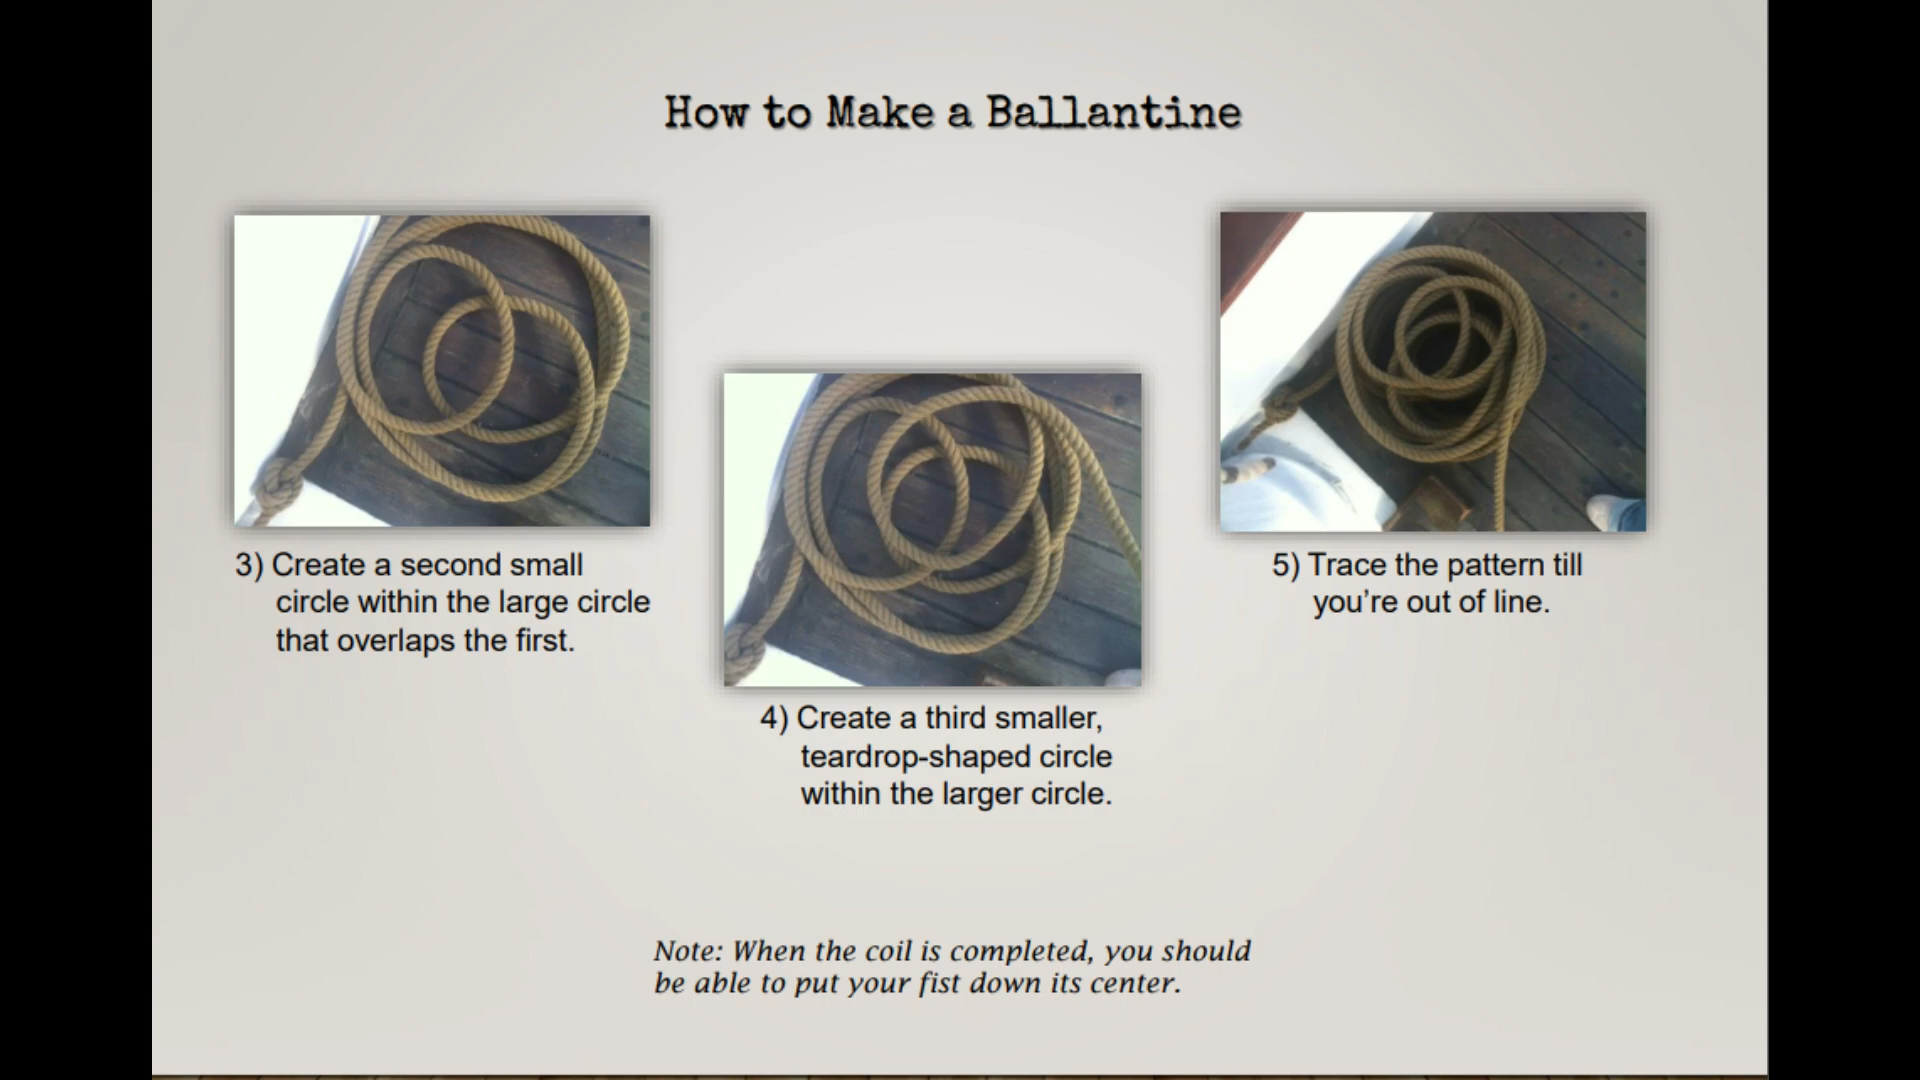 How to Make a Ballantine
3) Create a second small
circle within the large circle
that overlaps the first.
4) Create a third smaller,
teardrop-shaped circle
within the larger circle.
5) Trace the pattern till
you’re out of line.
Note: When the coil is completed, you should
be able to put your fist down its center.